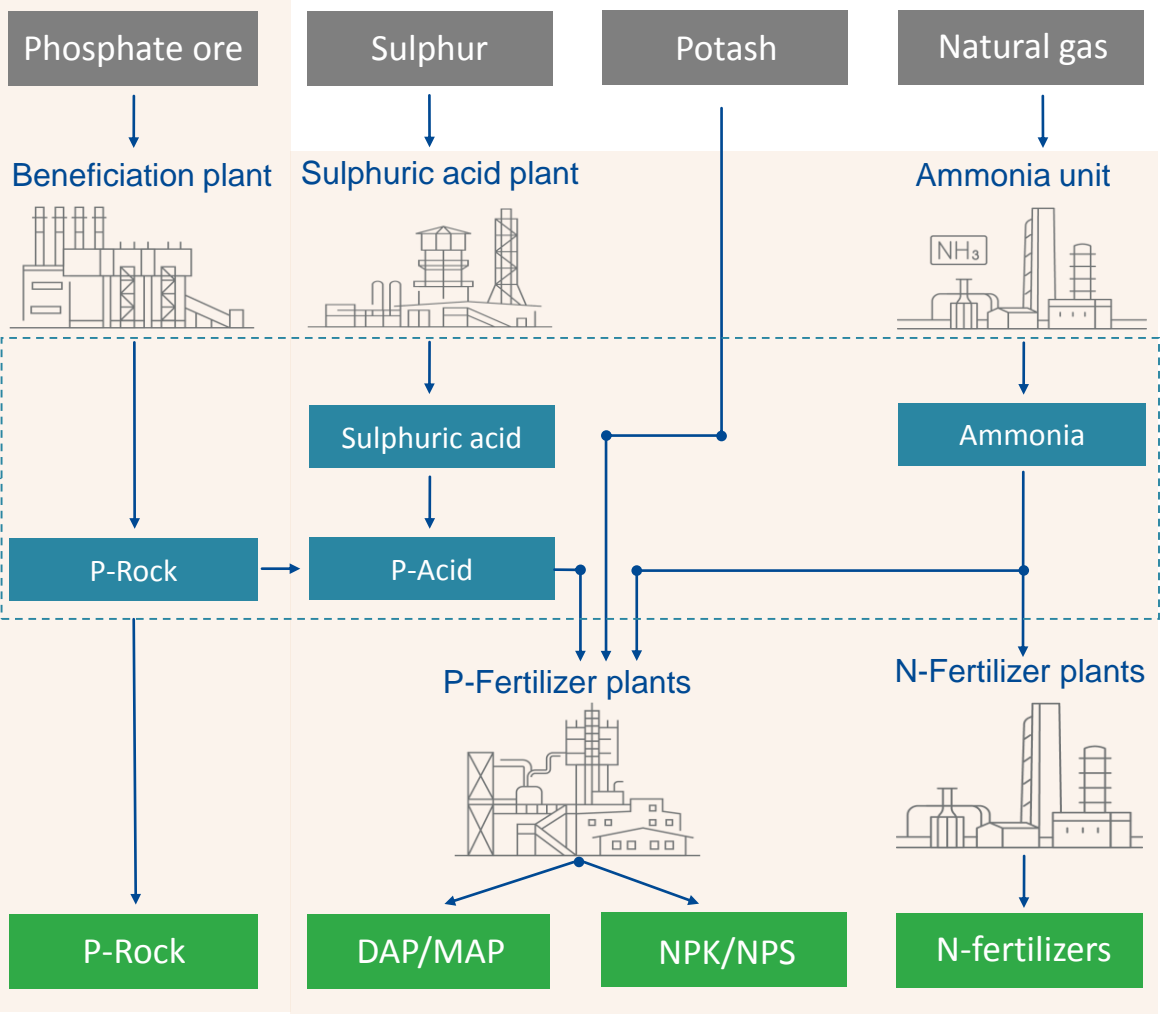 Phosphate ore
Sulphur
Potash
Natural gas
Beneficiation plant
Sulphuric acid plant
Ammonia unit
NH₃
Sulphuric acid
Ammonia
P-Rock
P-Acid
P-Fertilizer plants
N-Fertilizer plants
P-Rock
DAP/MAP
NPK/NPS
N-fertilizers